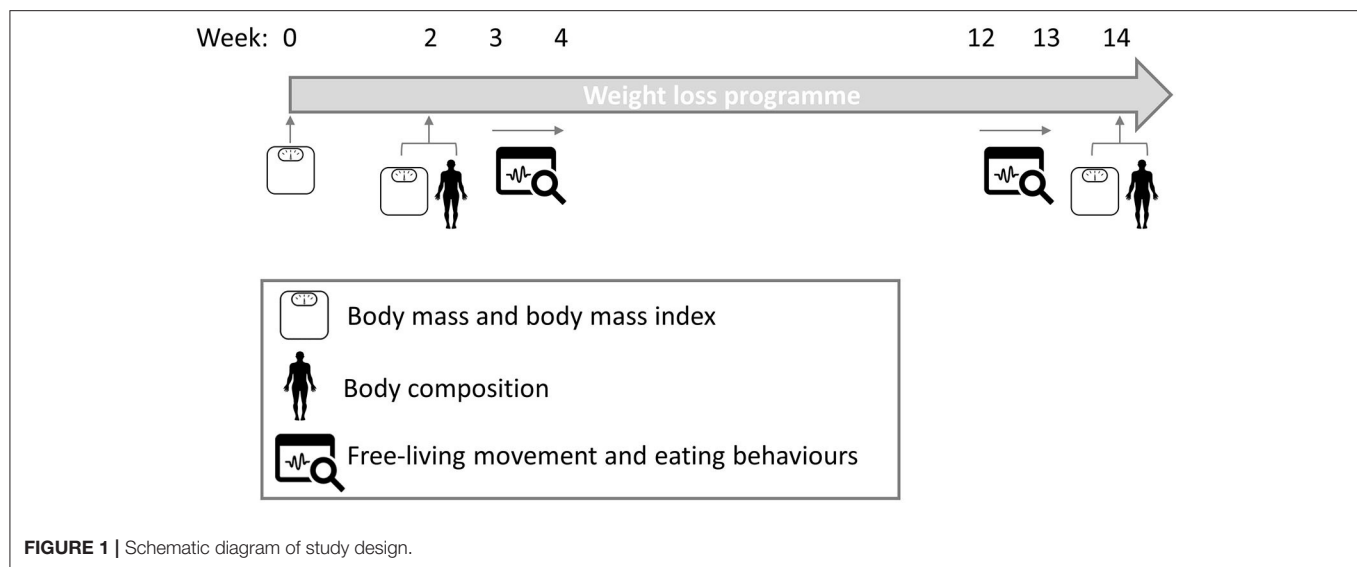 Week: 0 2 3 4 12 13 14
Weight loss programme
Body mass and body mass index
Body composition
Free-living movement and eating behaviours
FIGURE 1 | Schematic diagram of study design.